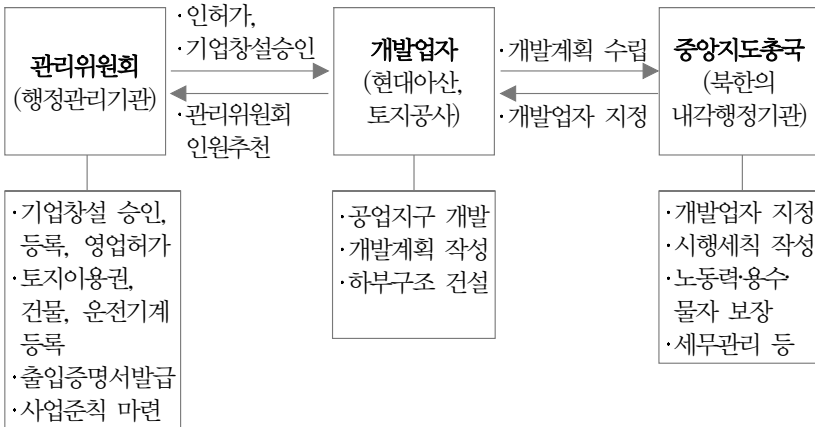 관리위원회
(행정관리기관)
·인허가,
·기업창설승인
·관리위원회
인원추천
개발업자
(현대아산,
토지공사)
·개발계획 수립
·개발업자 지정
중앙지도총국
(북한의
내각행정기관)
·기업창설 승인,
등록, 영업허가
·토지이용권,
건물, 운전기계
등록
·출입증명서발급
·사업준칙 마련
·공업지구 개발
·개발계획 작성
·하부구조 건설
·개발업자 지정
·시행세칙 작성
·노동력·용수·
물자 보장
·세무관리 등